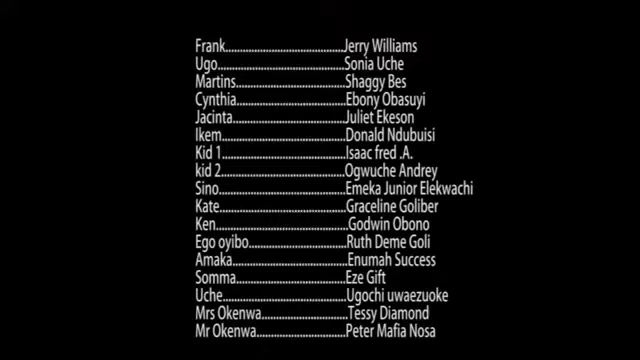 Frank..........................................Jerry Williams
Ugo.............................................Sonia Uche
Martins.......................................Shaggy Bes
Cynthia.......................................Ebony Obasuyi
Jacinta........................................Juliet Ekeson
Ikem............................................Donald Ndubuisi
Kid 1............................................Isaac fred .A.
kid 2............................................Ogwuche Andrey
Sino.............................................Emeka Junior Elekwachi
Kate.............................................Graceline Goliber
Ken...............................................Godwin Obono
Ego oyibo...................................Ruth Deme Goli
Amaka.........................................Enumah Success
Somma.......................................Eze Gift
Uche............................................Ugochi uwaezuoke
Mrs Okenwa..............................Tessy Diamond
Mr Okenwa................................Peter Mafia Nosa